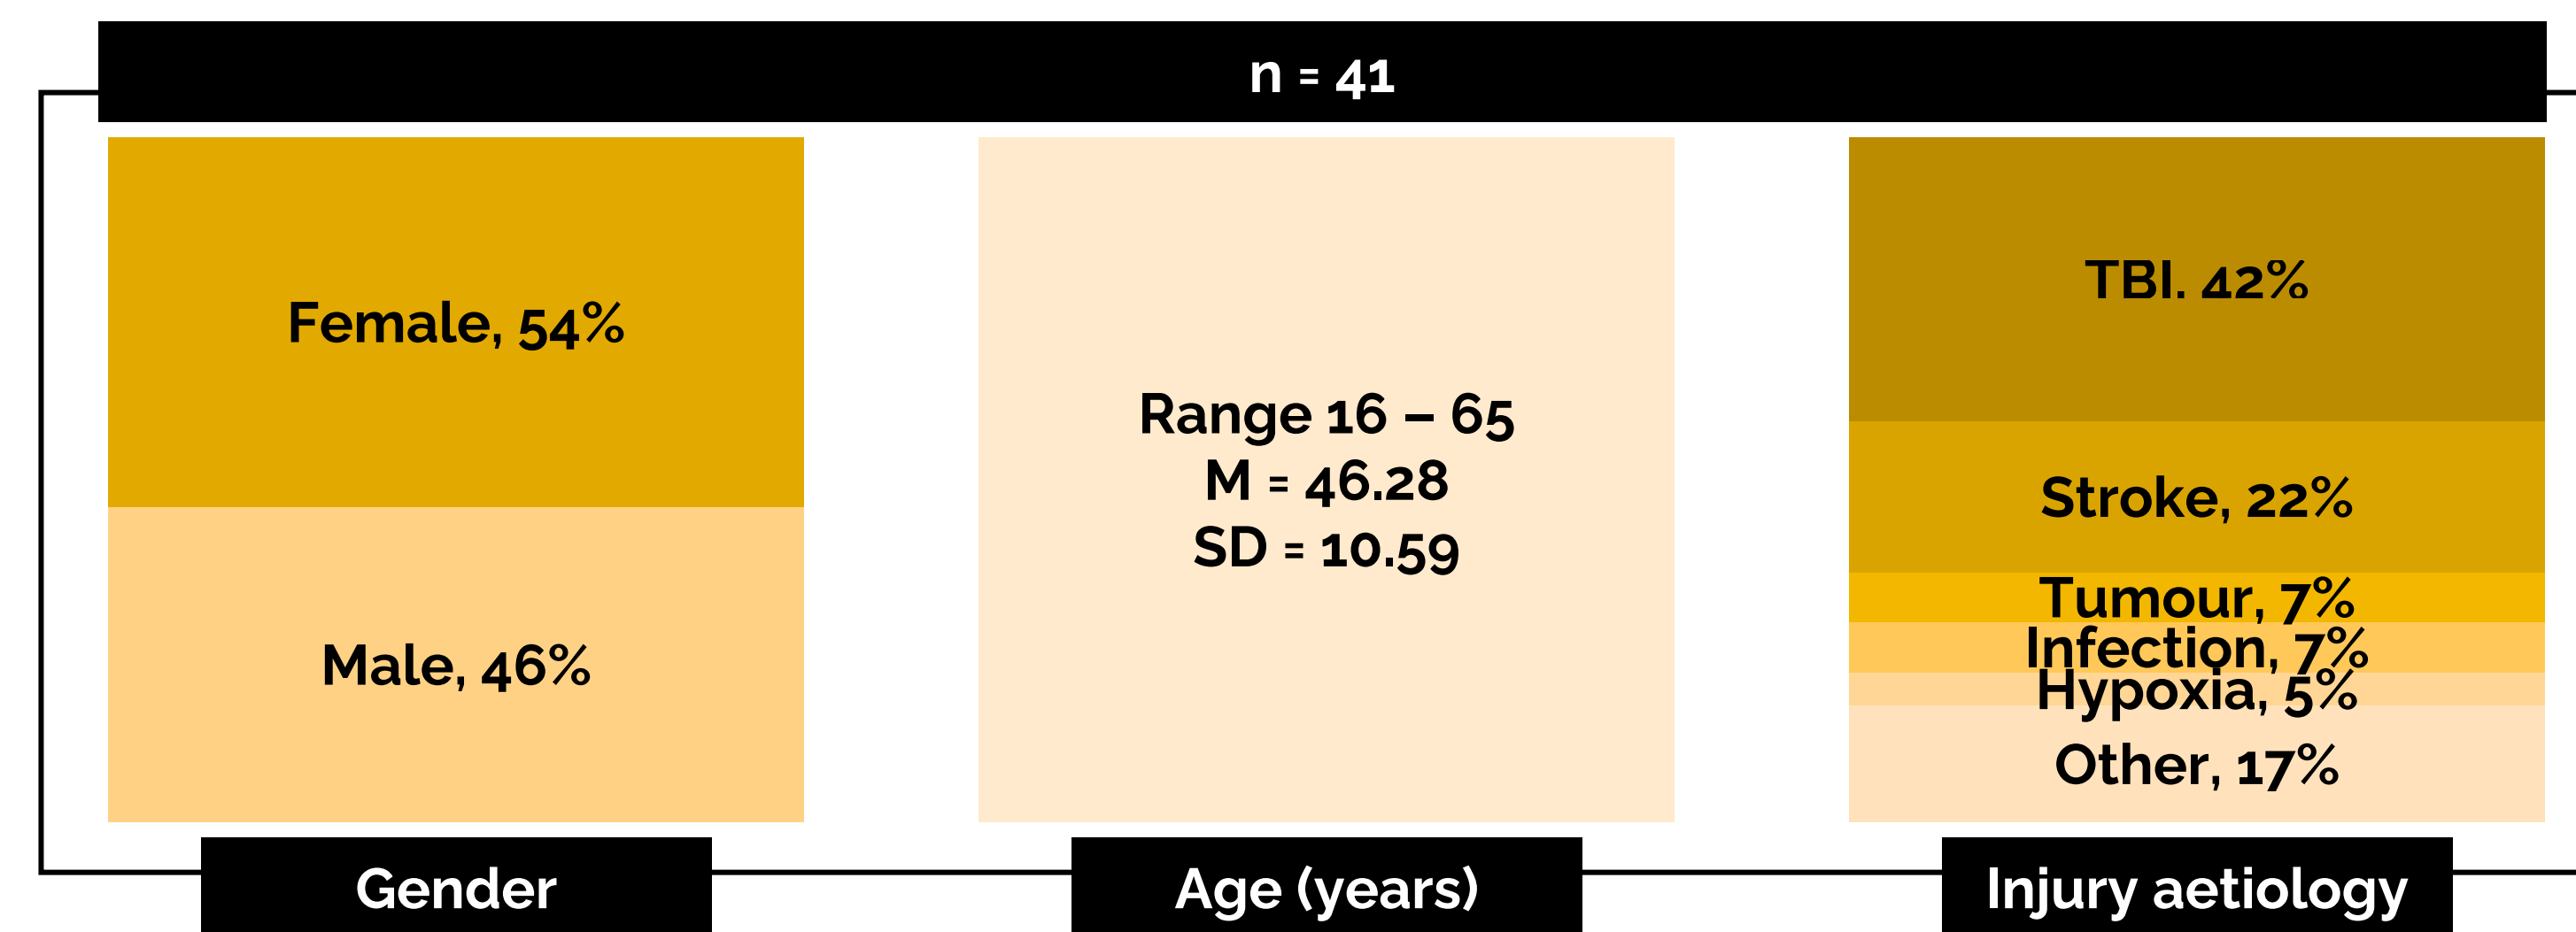 n = 41
Female, 54%
Male, 46%
Gender
Range 16 – 65
M = 46.28
SD = 10.59
Age (years)
TBI. 42%
Stroke, 22%
Tumour, 7%
Infection, 7%
Hypoxia, 5%
Other, 17%
Injury aetiology